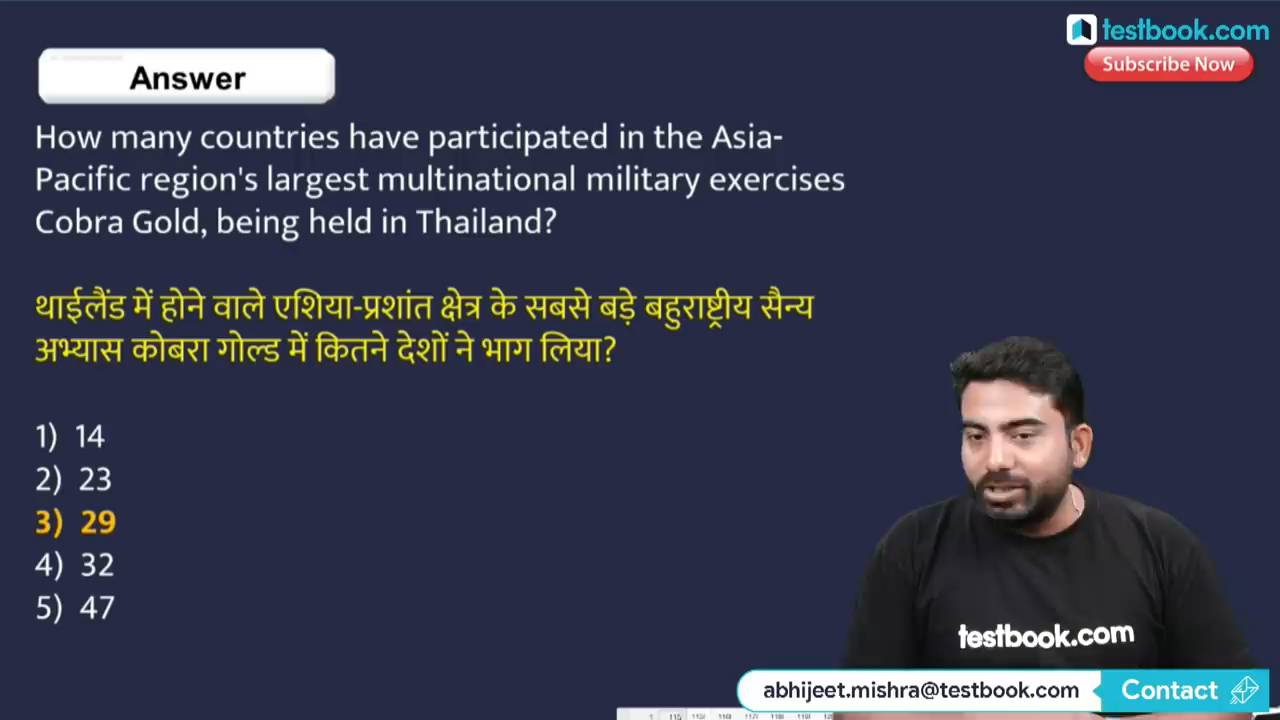 testbook.com
Subscribe Now
Answer
How many countries have participated in the Asia-
Pacific region's largest multinational military exercises
Cobra Gold, being held in Thailand?
थाईलैंड में होने वाले एशिया-प्रशांत क्षेत्र के सबसे बड़े बहुराष्ट्रीय सैन्य
अभ्यास कोबरा गोल्ड में कितने देशों ने भाग लिया?
1) 14
2) 23
3) 29
4) 32
5) 47
testbook.com
abhijeet.mishra@testbook.com
Contact